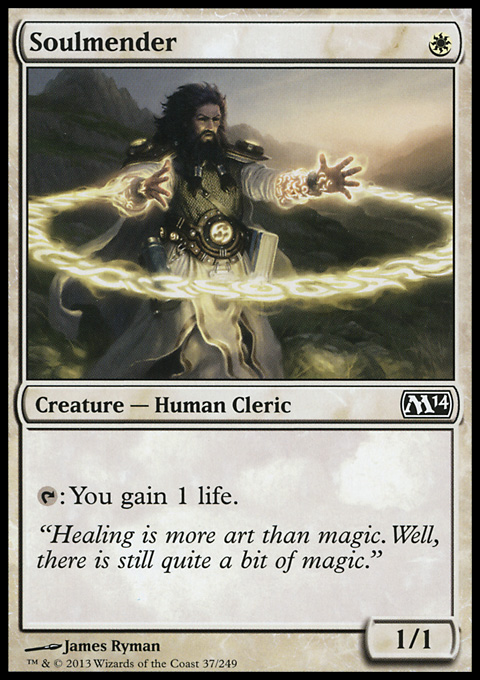 Soulmender
Creature — Human Cleric
M14
: You gain 1 life.
“Healing is more art than magic. Well,
there is still quite a bit of magic.”
James Ryman
1/1
™ & © 2013 Wizards of the Coast 37/249